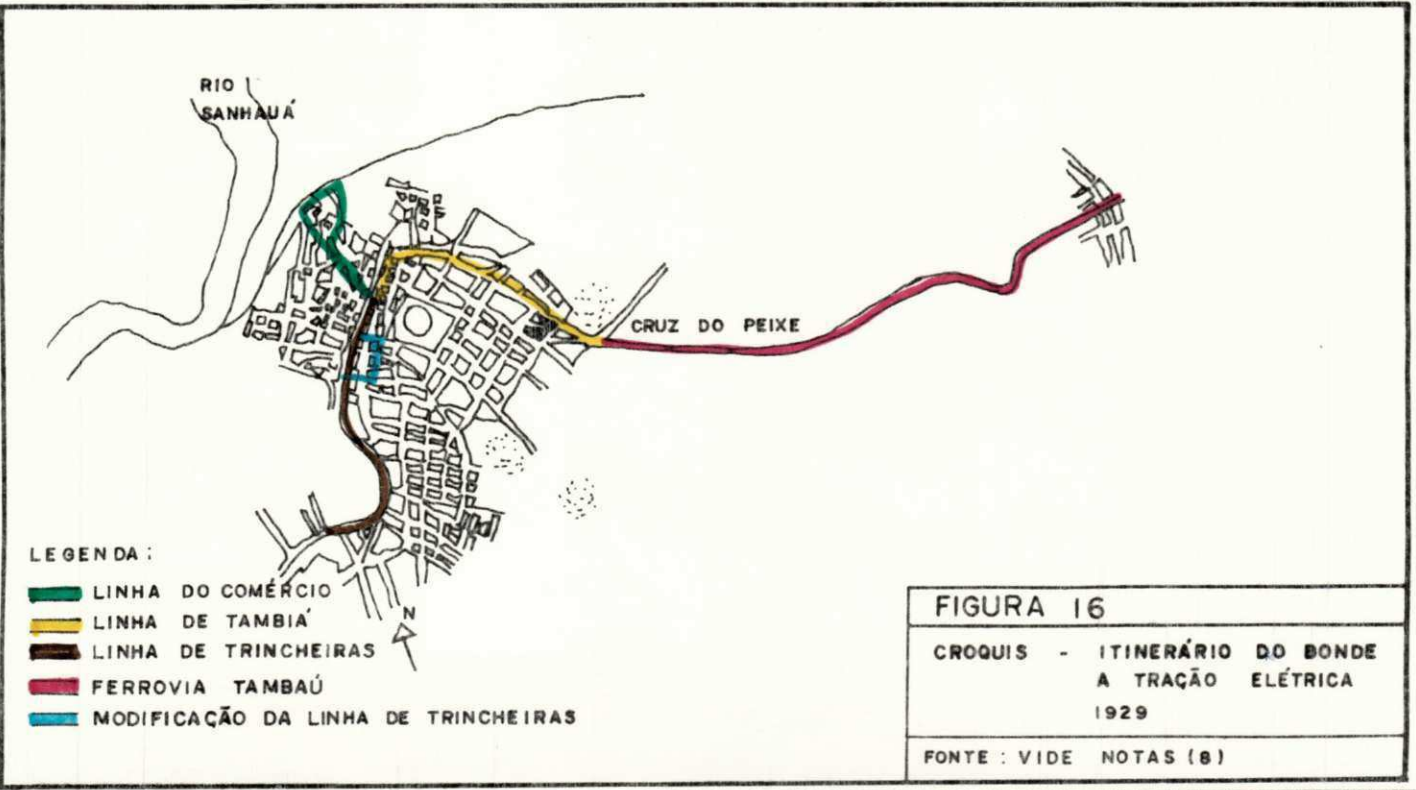 RIO
SANHAUÁ
CRUZ DO PEIXE
LEGENDA:
LINHA DO COMÉRCIO
LINHA DE TAMBIÁ
LINHA DE TRINCHEIRAS
FERROVIA TAMBAÚ
MODIFICAÇÃO DA LINHA DE TRINCHEIRAS
N
FIGURA 16
CROQUIS - ITINERÁRIO DO BONDE
A TRAÇÃO ELÉTRICA
1929
FONTE: VIDE NOTAS (8)